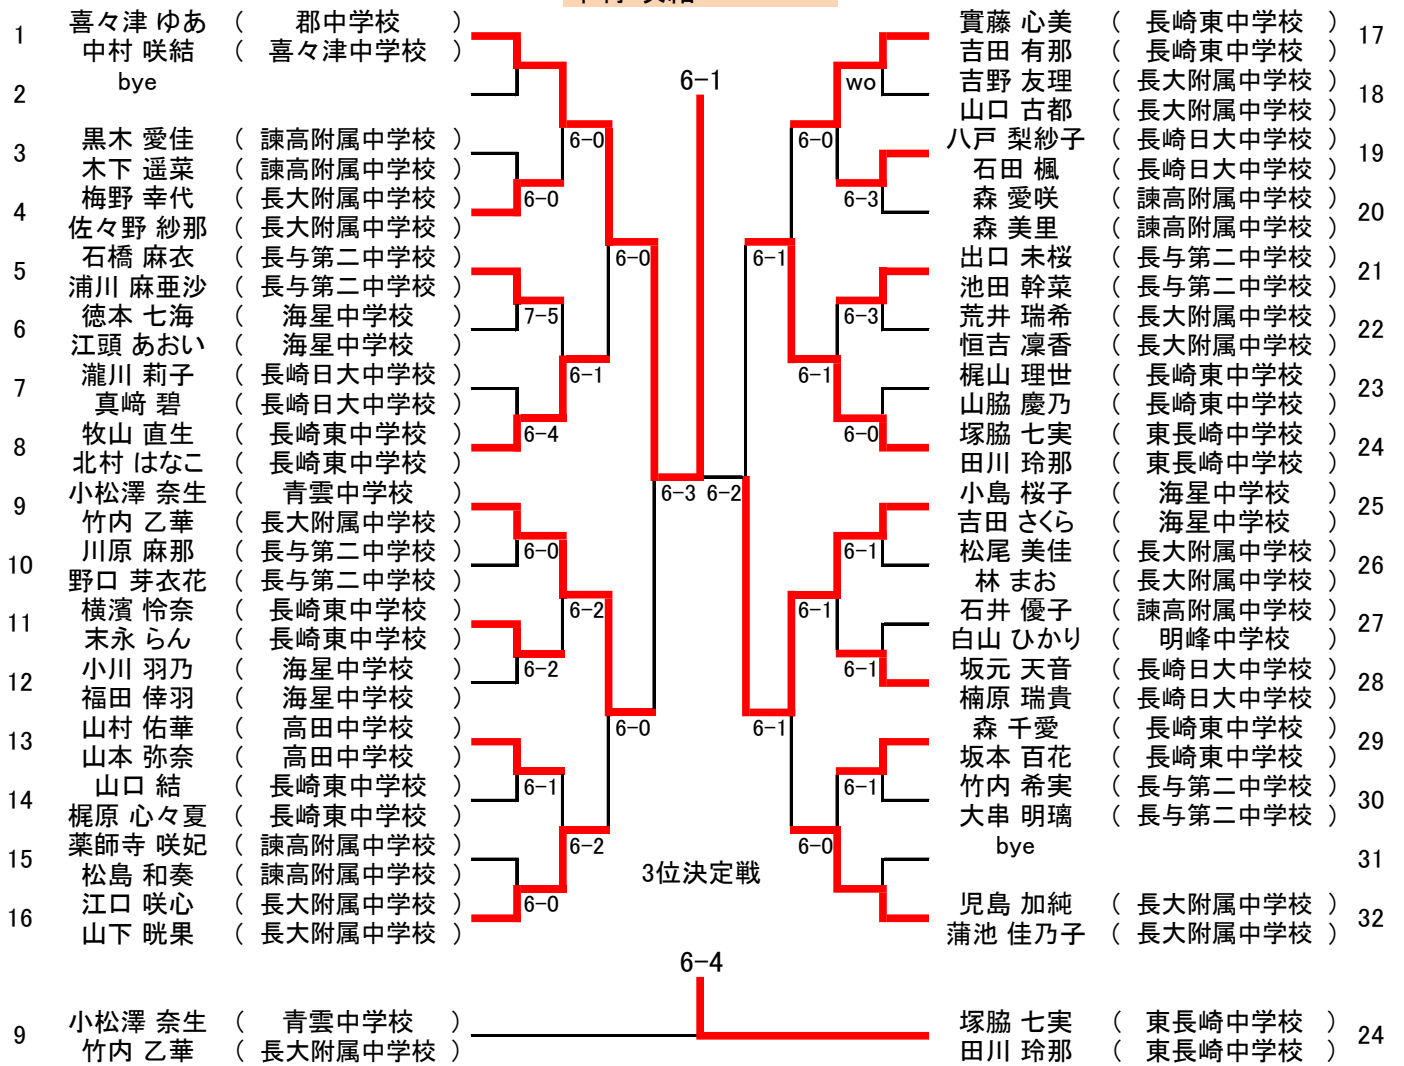 1 喜々津 ゆあ ( 郡中学校 )
中村 咲結 ( 喜々津中学校 )
2 bye
3 黒木 愛佳 ( 諫高附属中学校 )
木下 遥菜 ( 諫高附属中学校 )
4 梅野 幸代 ( 長大附属中学校 )
佐々野 紗那 ( 長大附属中学校 )
5 石橋 麻衣 ( 長与第二中学校 )
浦川 麻亜沙 ( 長与第二中学校 )
6 徳本 七海 ( 海星中学校 )
江頭 あおい ( 海星中学校 )
7 瀧川 莉子 ( 長崎日大中学校 )
真﨑 碧 ( 長崎日大中学校 )
8 牧山 直生 ( 長崎東中学校 )
北村 はなこ ( 長崎東中学校 )
9 小松澤 奈生 ( 青雲中学校 )
竹内 乙華 ( 長大附属中学校 )
10 川原 麻那 ( 長与第二中学校 )
野口 芽衣花 ( 長与第二中学校 )
11 横濱 怜奈 ( 長崎東中学校 )
末永 らん ( 長崎東中学校 )
12 小川 羽乃 ( 海星中学校 )
福田 倖羽 ( 海星中学校 )
13 山村 佑華 ( 高田中学校 )
山本 弥奈 ( 高田中学校 )
14 山口 結 ( 長崎東中学校 )
梶原 心々夏 ( 長崎東中学校 )
15 薬師寺 咲妃 ( 諫高附属中学校 )
松島 和奏 ( 諫高附属中学校 )
16 江口 咲心 ( 長大附属中学校 )
山下 晄果 ( 長大附属中学校 )
6-0
7-5
6-4
6-0
6-2
6-1
6-0
6-0
6-1
6-2
6-2
6-0
6-0
6-3
6-1
6-2
6-1
6-1
6-0
6-1
6-1
6-0
wo
6-3
6-3
6-0
6-1
6-1
6-1
實藤 心美 ( 長崎東中学校 ) 17
吉田 有那 ( 長崎東中学校 )
吉野 友理 ( 長大附属中学校 ) 18
山口 古都 ( 長大附属中学校 )
八戸 梨紗子 ( 長崎日大中学校 ) 19
石田 楓 ( 長崎日大中学校 )
森 愛咲 ( 諫高附属中学校 ) 20
森 美里 ( 諫高附属中学校 )
出口 未桜 ( 長与第二中学校 ) 21
池田 幹菜 ( 長与第二中学校 )
荒井 瑞希 ( 長大附属中学校 ) 22
恒吉 凜香 ( 長大附属中学校 )
梶山 理世 ( 長崎東中学校 ) 23
山脇 慶乃 ( 長崎東中学校 )
塚脇 七実 ( 東長崎中学校 ) 24
田川 玲那 ( 東長崎中学校 )
小島 桜子 ( 海星中学校 ) 25
吉田 さくら ( 海星中学校 )
松尾 美佳 ( 長大附属中学校 ) 26
林 まお ( 長大附属中学校 )
石井 優子 ( 諫高附属中学校 ) 27
白山 ひかり ( 明峰中学校 )
坂元 天音 ( 長崎日大中学校 ) 28
楠原 瑞貴 ( 長崎日大中学校 )
森 千愛 ( 長崎東中学校 ) 29
坂本 百花 ( 長崎東中学校 )
竹内 希実 ( 長与第二中学校 ) 30
大串 明璃 ( 長与第二中学校 )
bye 31
児島 加純 ( 長大附属中学校 ) 32
蒲池 佳乃子 ( 長大附属中学校 )
3位決定戦
6-4
9 小松澤 奈生 ( 青雲中学校 )
竹内 乙華 ( 長大附属中学校 )
塚脇 七実 ( 東長崎中学校 ) 24
田川 玲那 ( 東長崎中学校 )